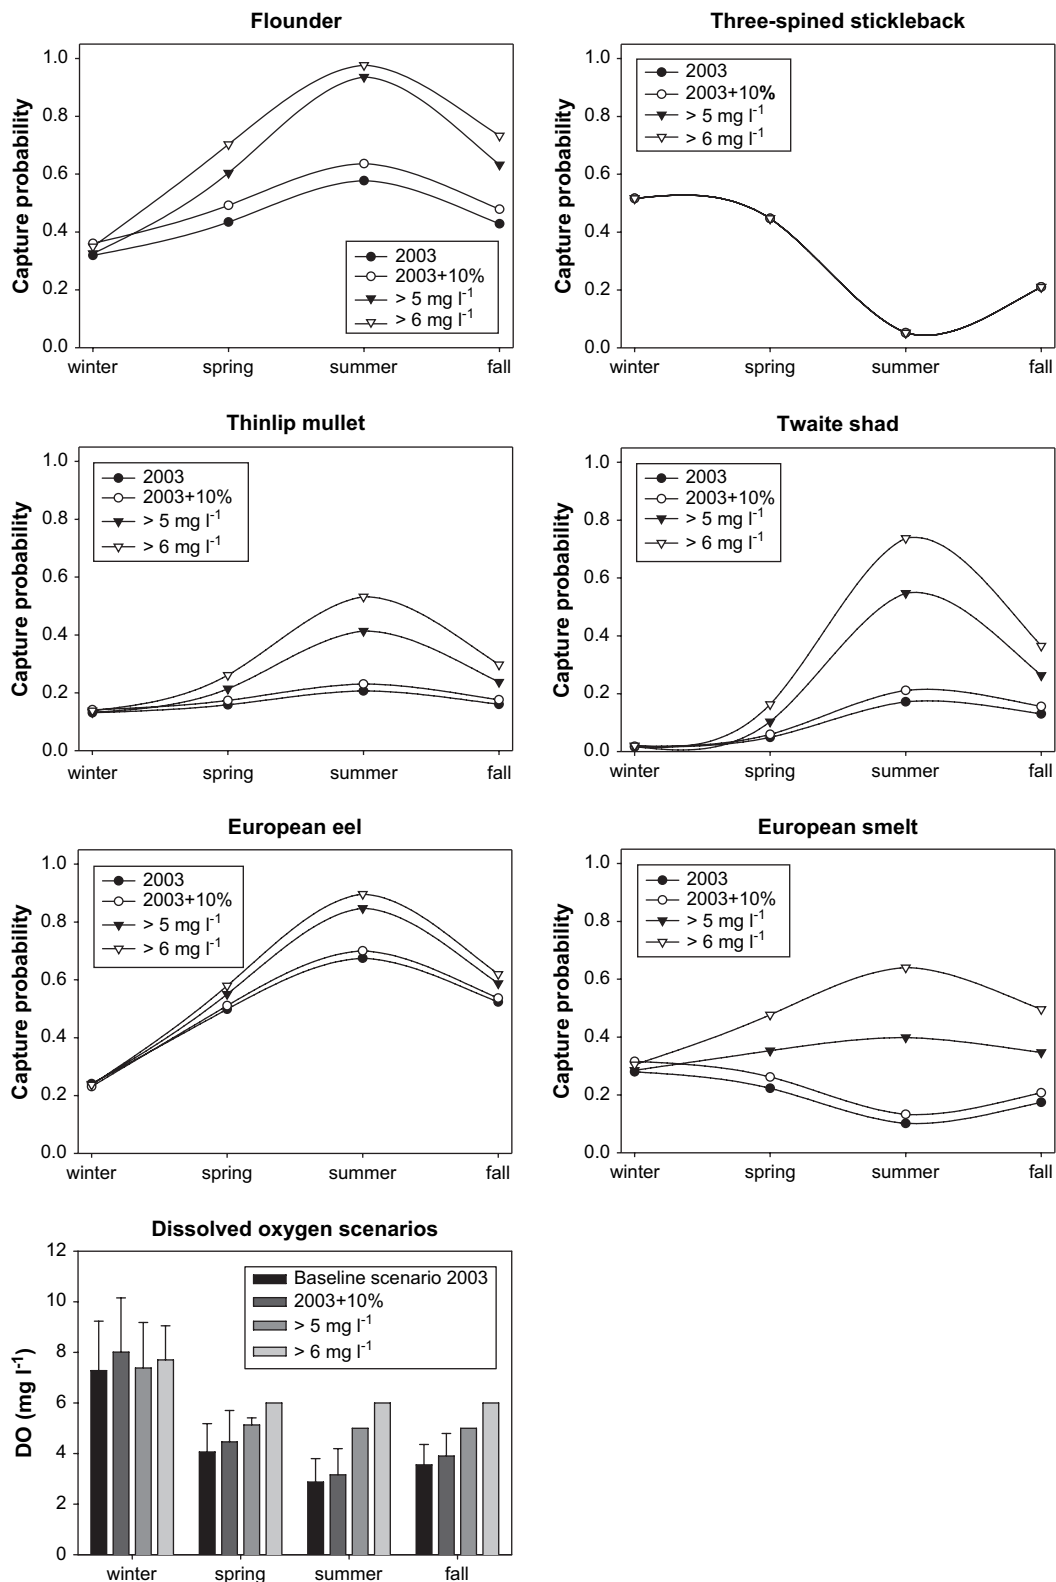 Flounder
Capture probability
1.0
0.8
0.6
0.4
0.2
0.0
2003
2003+10%
> 5 mg l⁻¹
> 6 mg l⁻¹
winter spring summer fall
Three-spined stickleback
Capture probability
1.0
0.8
0.6
0.4
0.2
0.0
2003
2003+10%
> 5 mg l⁻¹
> 6 mg l⁻¹
winter spring summer fall
Thinlip mullet
Capture probability
1.0
0.8
0.6
0.4
0.2
0.0
2003
2003+10%
> 5 mg l⁻¹
> 6 mg l⁻¹
winter spring summer fall
Twaite shad
Capture probability
1.0
0.8
0.6
0.4
0.2
0.0
2003
2003+10%
> 5 mg l⁻¹
> 6 mg l⁻¹
winter spring summer fall
European eel
Capture probability
1.0
0.8
0.6
0.4
0.2
0.0
2003
2003+10%
> 5 mg l⁻¹
> 6 mg l⁻¹
winter spring summer fall
European smelt
Capture probability
1.0
0.8
0.6
0.4
0.2
0.0
2003
2003+10%
> 5 mg l⁻¹
> 6 mg l⁻¹
winter spring summer fall
Dissolved oxygen scenarios
DO (mg l⁻¹)
12
10
8
6
4
2
0
Baseline scenario 2003
2003+10%
> 5 mg l⁻¹
> 6 mg l⁻¹
winter spring summer fall